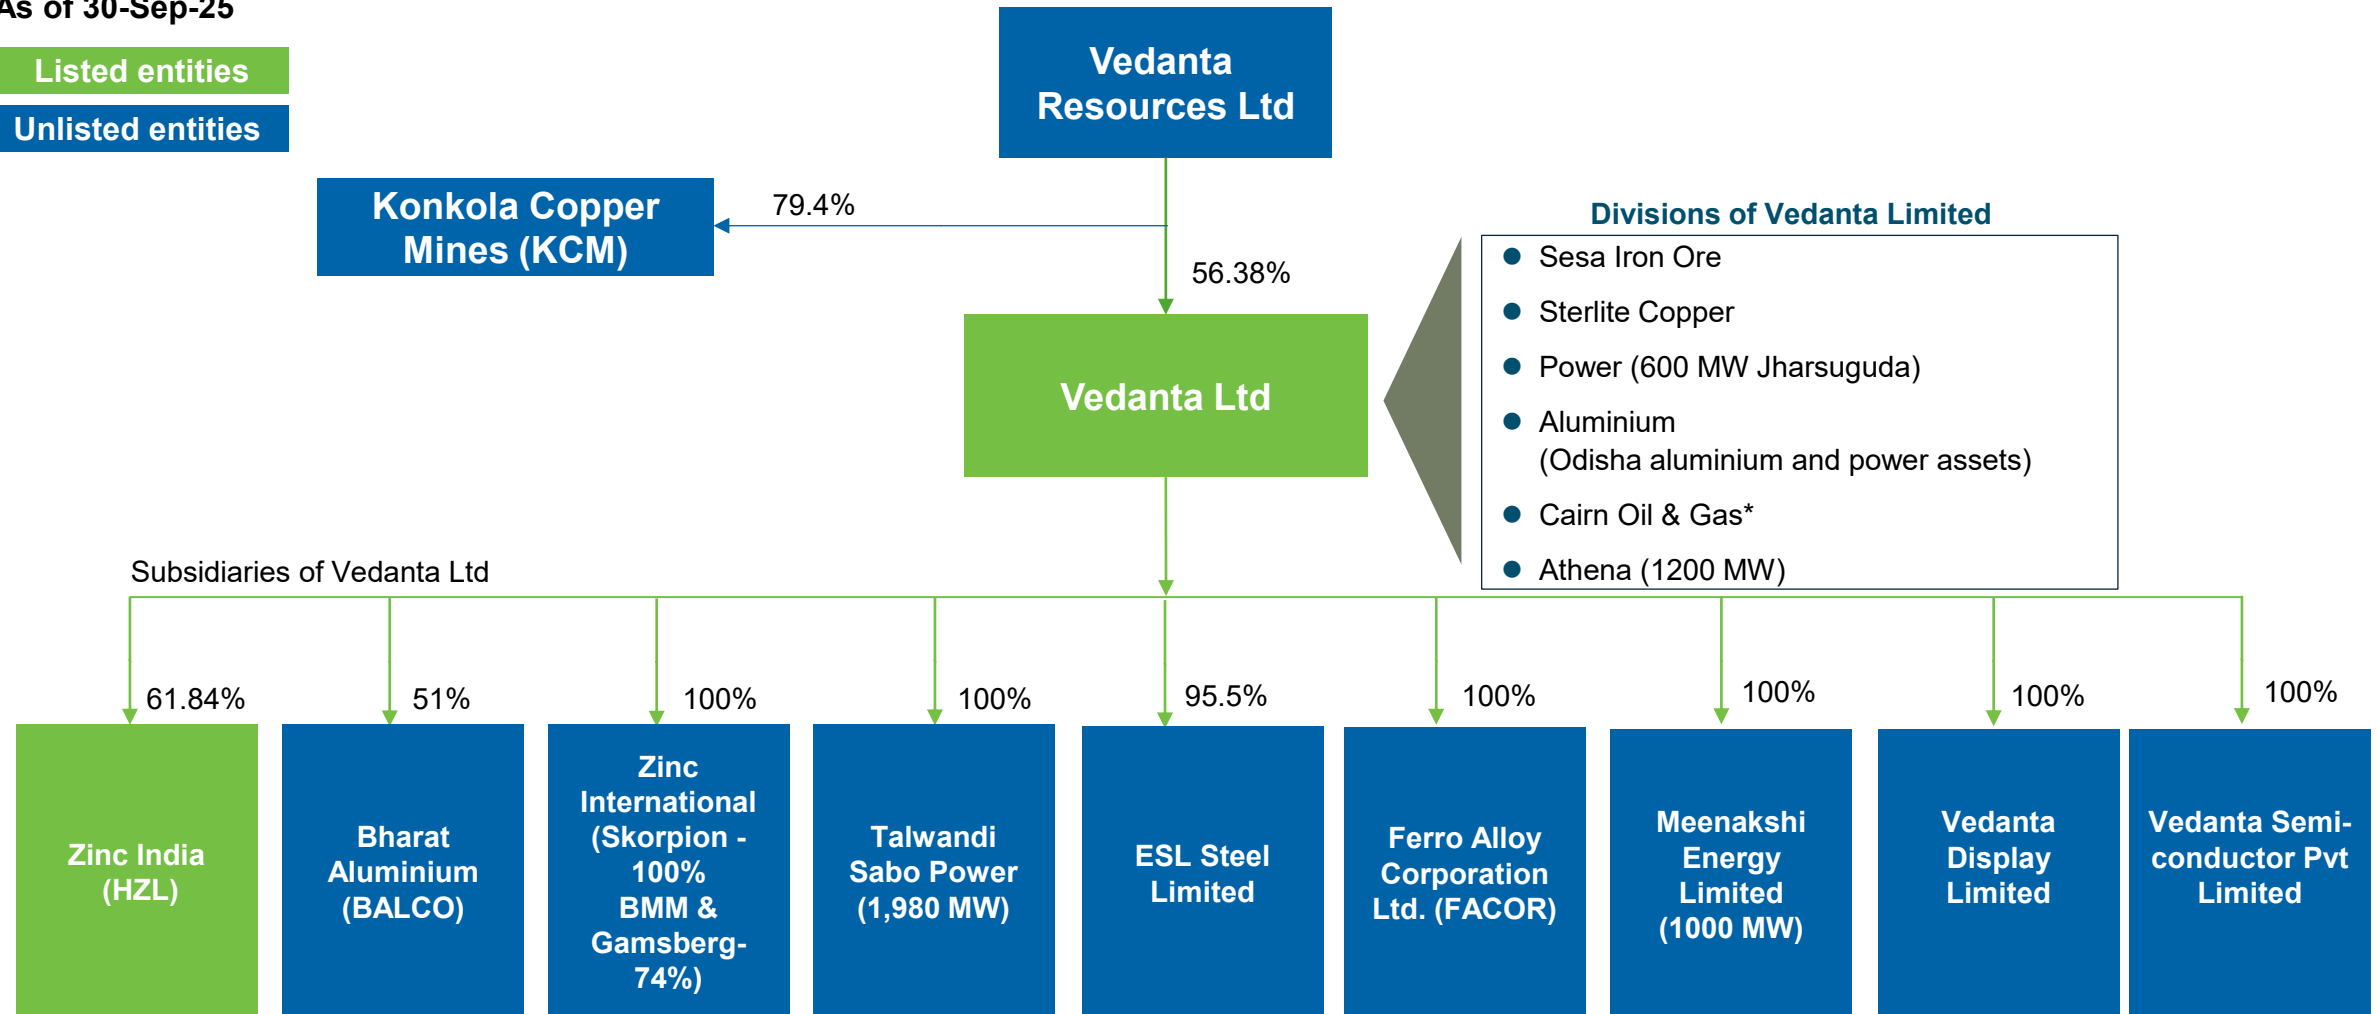 As of 30-Sep-25
Listed entities
Unlisted entities
Vedanta
Resources Ltd
Konkola Copper
Mines (KCM)
79.4%
56.38%
Vedanta Ltd
Divisions of Vedanta Limited
Sesa Iron Ore
Sterlite Copper
Power (600 MW Jharsuguda)
Aluminium
(Odisha aluminium and power assets)
Cairn Oil & Gas*
Athena (1200 MW)
Subsidiaries of Vedanta Ltd
61.84%
51%
100%
100%
95.5%
100%
100%
100%
100%
Zinc India
(HZL)
Bharat
Aluminium
(BALCO)
Zinc
International
(Skorpion -
100%
BMM &
Gamsberg-
74%)
Talwandi
Sabo Power
(1,980 MW)
ESL Steel
Limited
Ferro Alloy
Corporation
Ltd. (FACOR)
Meenakshi
Energy
Limited
(1000 MW)
Vedanta
Display
Limited
Vedanta Semi-
conductor Pvt
Limited